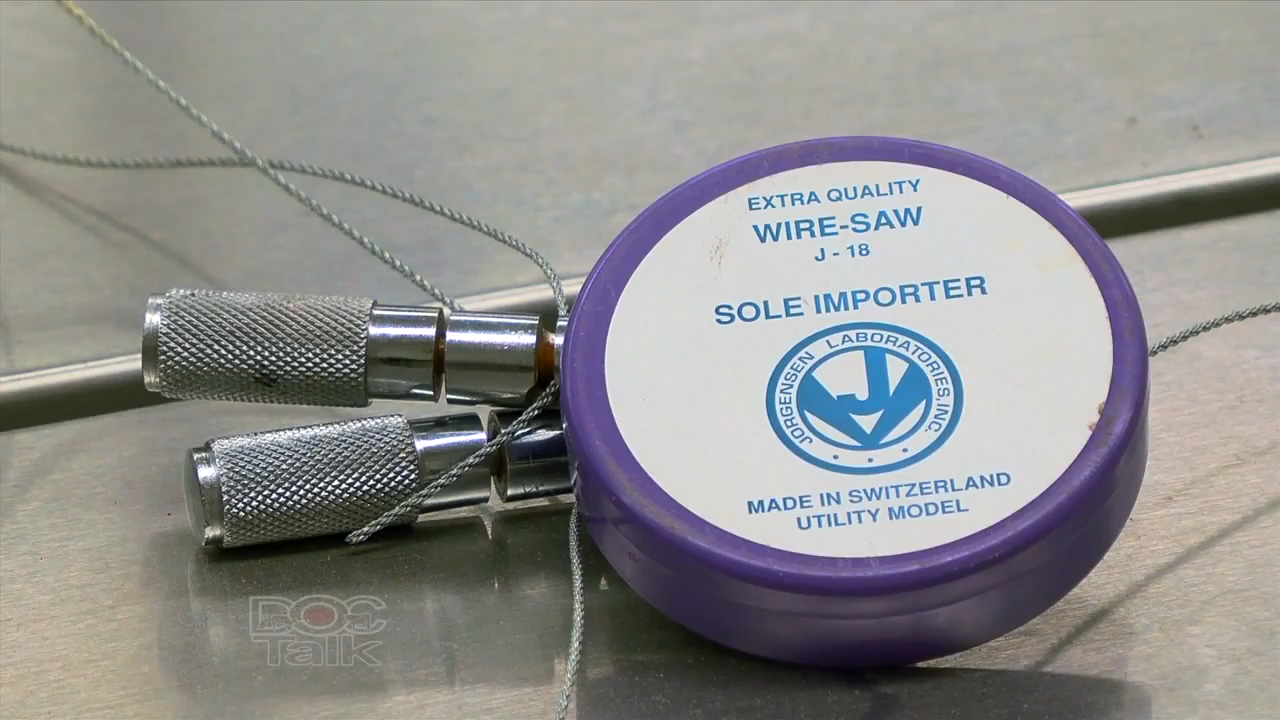 EXTRA QUALITY
WIRE-SAW
J - 18
SOLE IMPORTER
JORGENSEN LABORATORIES, INC.
J
MADE IN SWITZERLAND
UTILITY MODEL
DOC
Talk